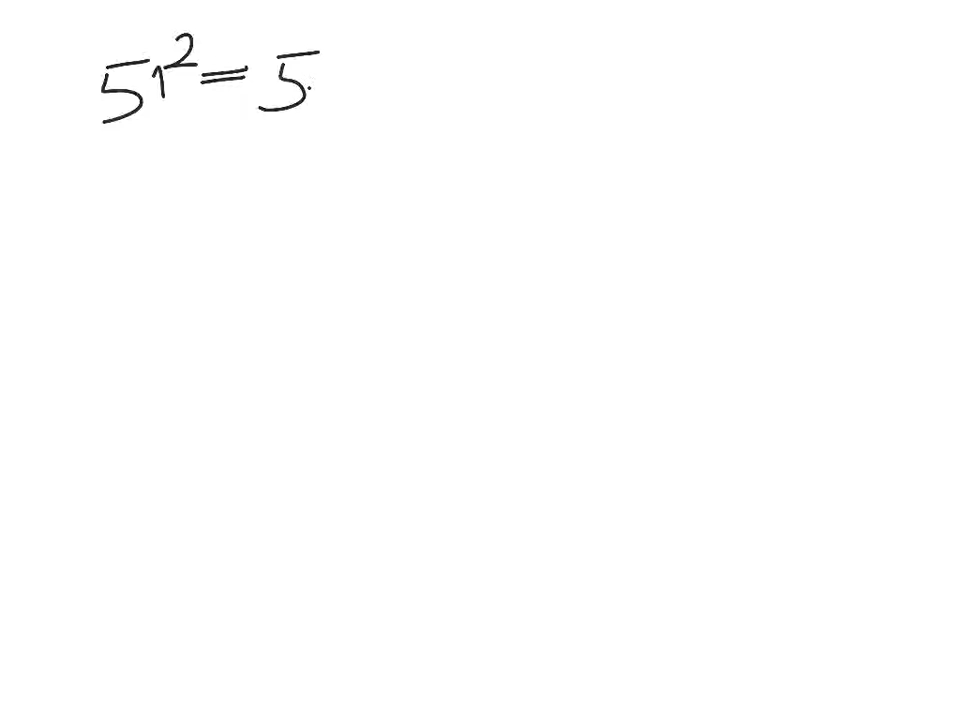 51² = 5.